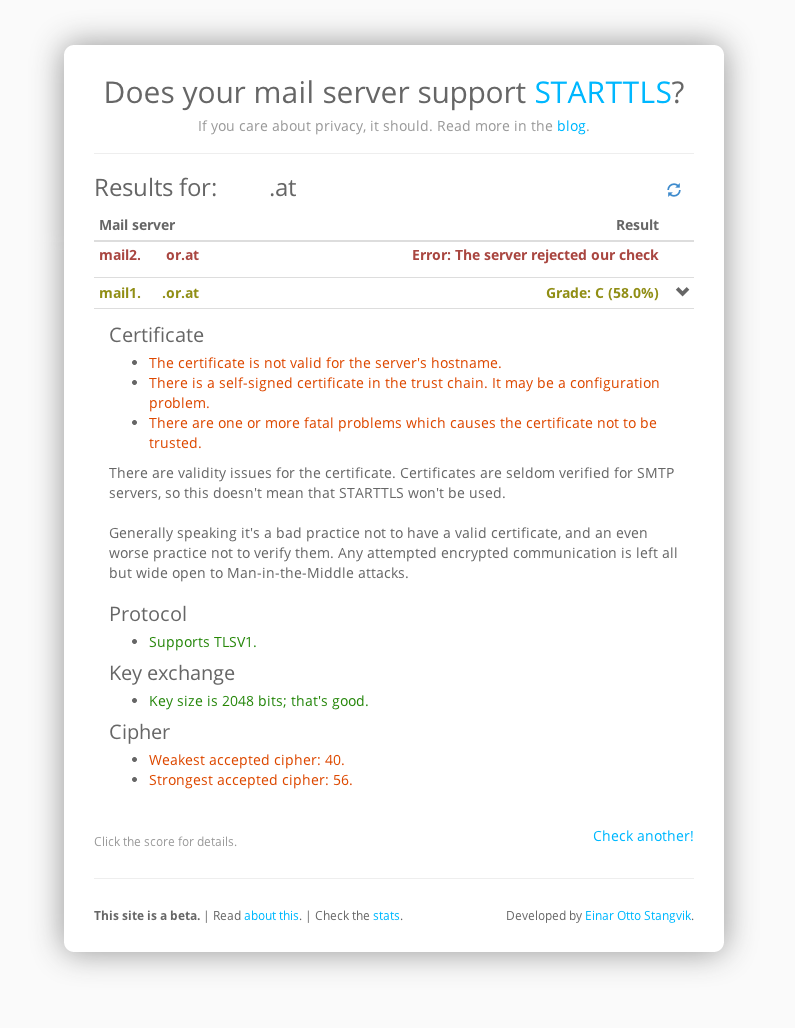 Does your mail server support STARTTLS?
If you care about privacy, it should. Read more in the blog.
Results for: .at
Mail server Result
mail2. or.at Error: The server rejected our check
mail1. .or.at Grade: C (58.0%)
Certificate
The certificate is not valid for the server's hostname.
There is a self-signed certificate in the trust chain. It may be a configuration
problem.
There are one or more fatal problems which causes the certificate not to be
trusted.
There are validity issues for the certificate. Certificates are seldom verified for SMTP
servers, so this doesn't mean that STARTTLS won't be used.
Generally speaking it's a bad practice not to have a valid certificate, and an even
worse practice not to verify them. Any attempted encrypted communication is left all
but wide open to Man-in-the-Middle attacks.
Protocol
Supports TLSV1.
Key exchange
Key size is 2048 bits; that's good.
Cipher
Weakest accepted cipher: 40.
Strongest accepted cipher: 56.
Click the score for details. Check another!
This site is a beta. | Read about this. | Check the stats. Developed by Einar Otto Stangvik.